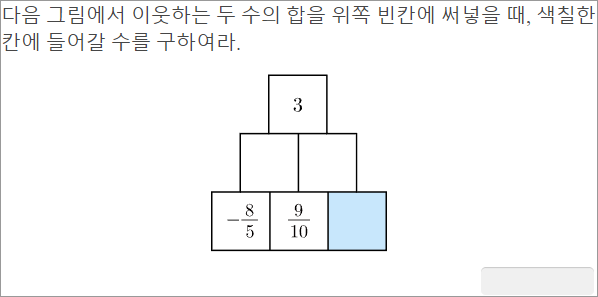 다음 그림에서 이웃하는 두 수의 합을 위쪽 빈칸에 써넣을 때, 색칠한
칸에 들어갈 수를 구하여라.
3
-8/5 9/10